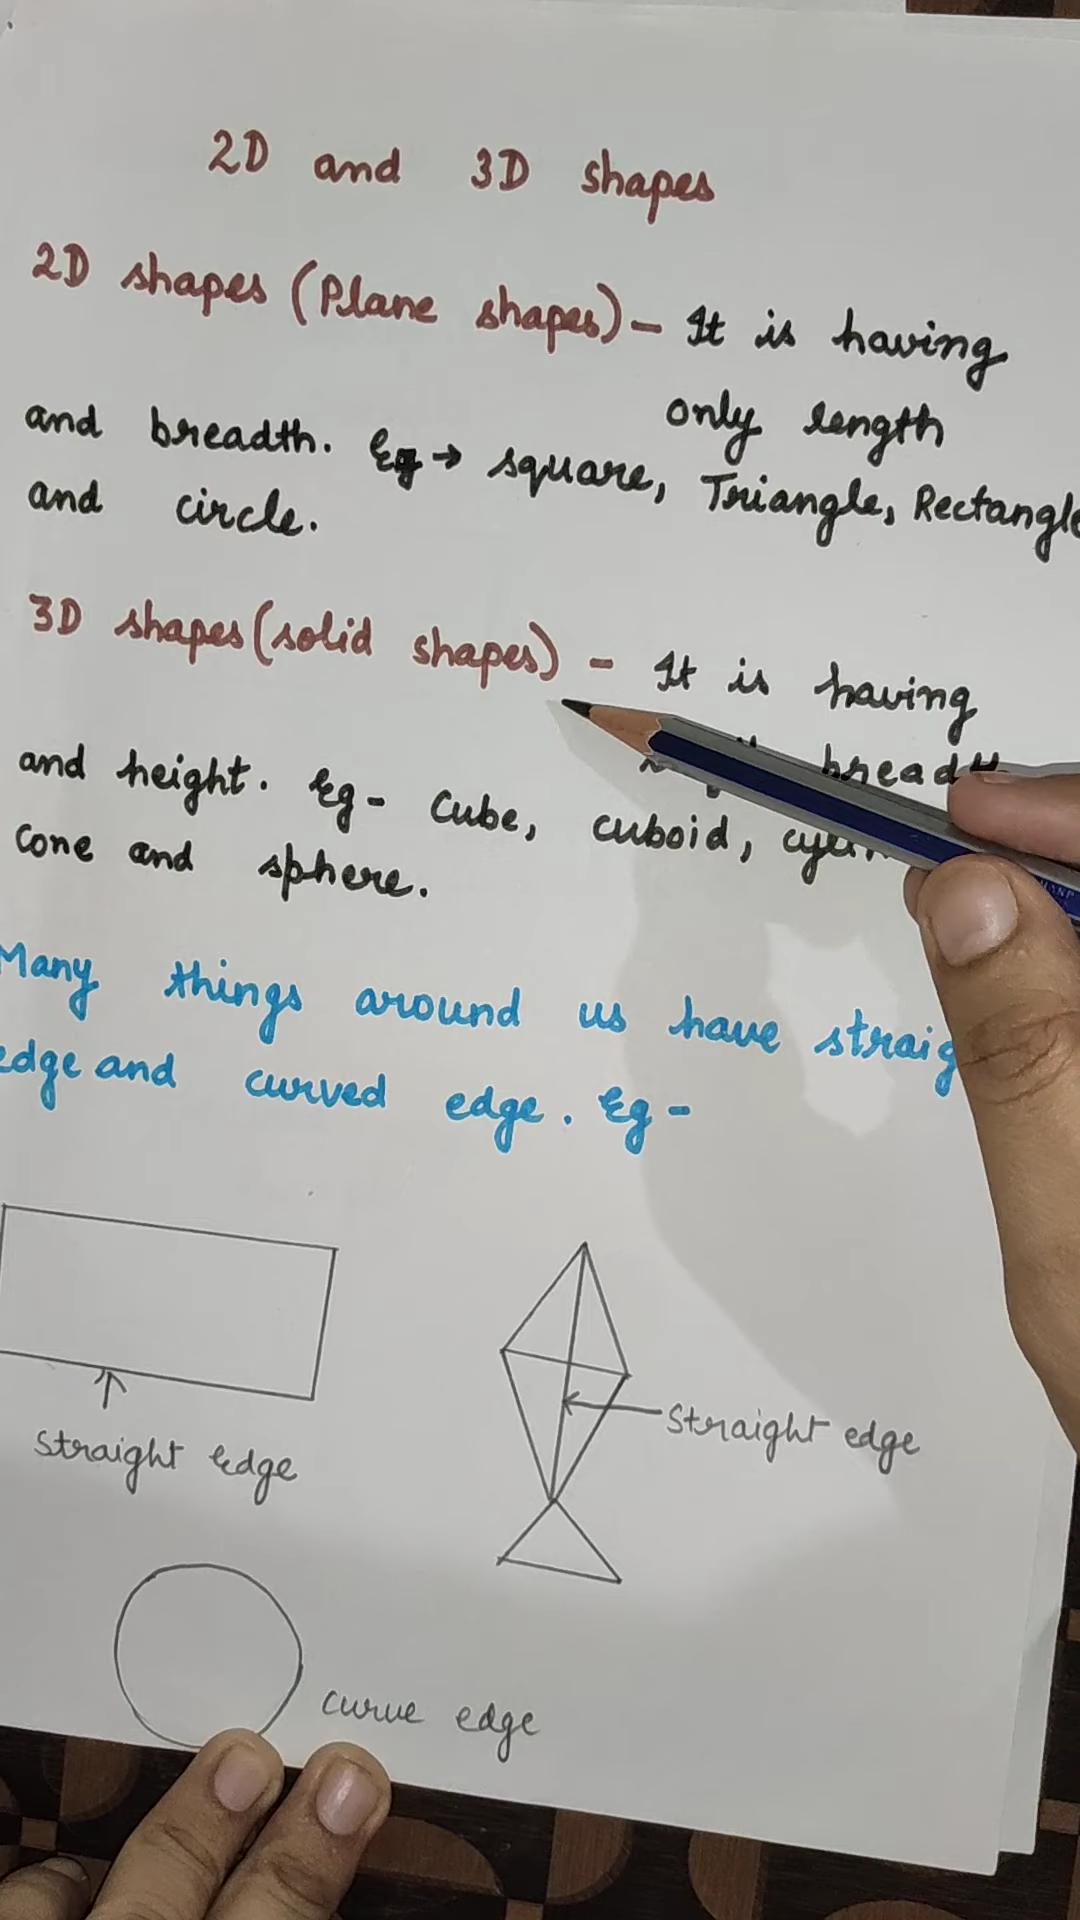 2D and 3D shapes
2D shapes (Plane shapes) - It is having
only length
and breadth. Eg → square, Triangle, Rectangle
and circle.
3D shapes (solid shapes) - It is having
breadth
and height. Eg - Cube, cuboid,
cone and sphere.
Many things around us have straig
edge and curved edge. Eg -
Straight edge
Straight Edge
curve edge